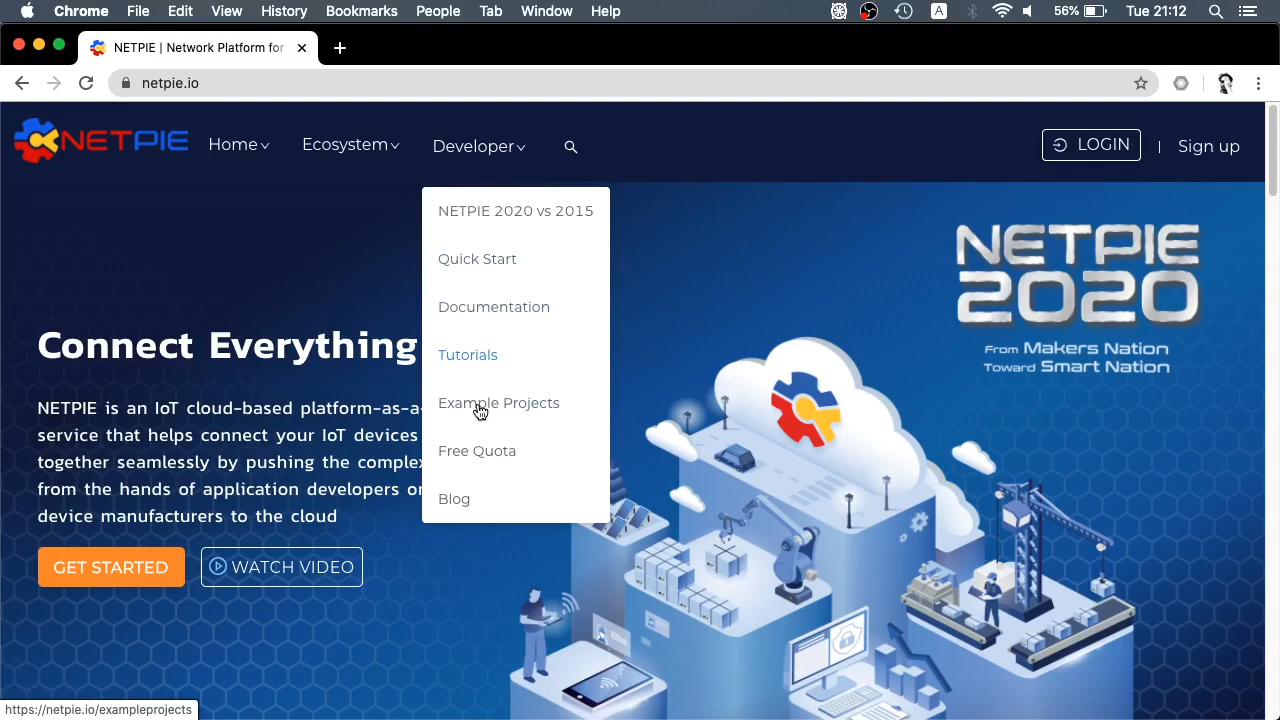 Chrome File Edit View History Bookmarks People Tab Window Help A 56% Tue 21:12
NETPIE | Network Platform for
netpie.io
NETPIE Home Ecosystem Developer LOGIN | Sign up
NETPIE 2020 vs 2015
Quick Start
Documentation
Tutorials
Example Projects
Free Quota
Blog
NETPIE
2020
From Makers Nation
Toward Smart Nation
Connect Everything
NETPIE is an IoT cloud-based platform-as-a-
service that helps connect your IoT devices
together seamlessly by pushing the complex
from the hands of application developers or
device manufacturers to the cloud
GET STARTED WATCH VIDEO
https://netpie.io/exampleprojects